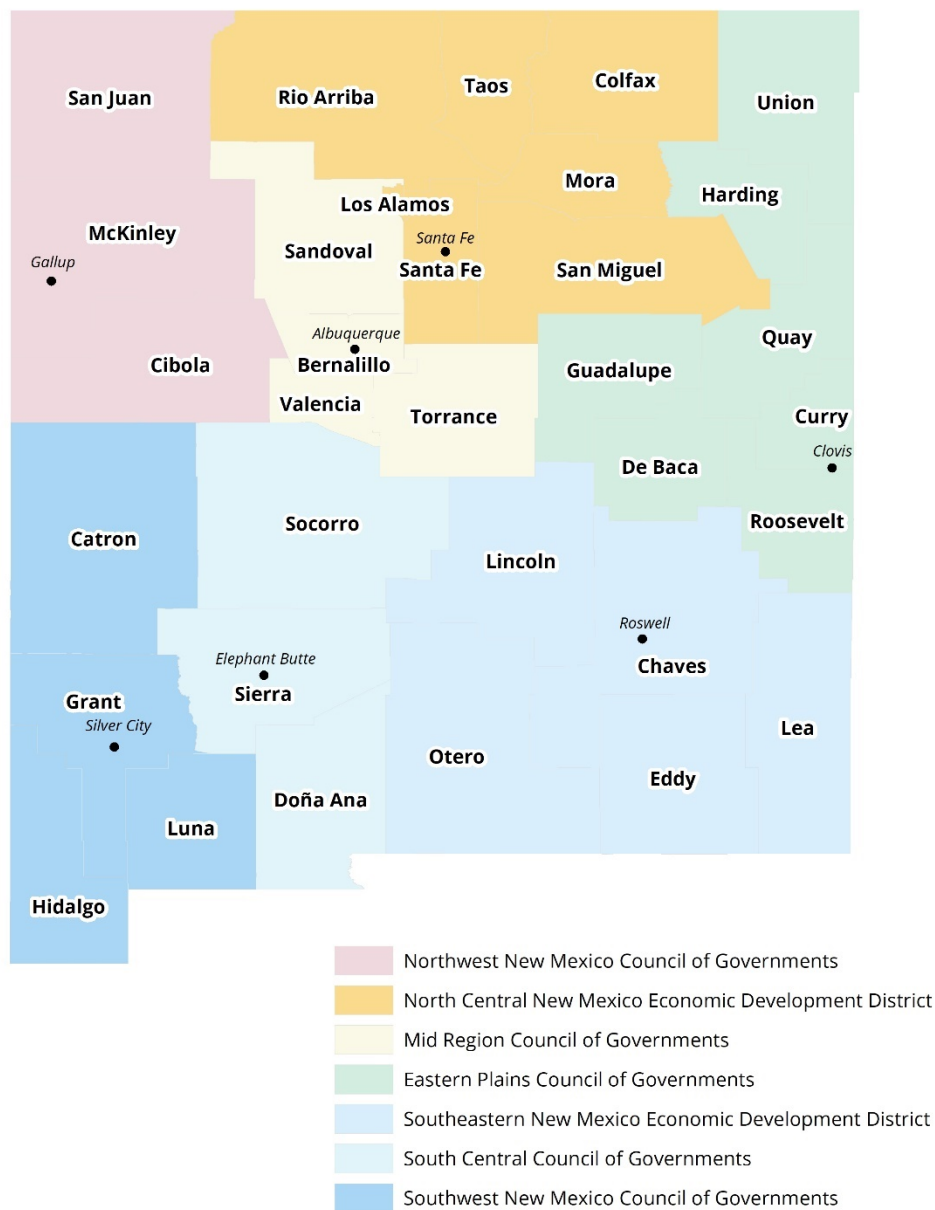 San Juan
Rio Arriba
Taos
Colfax
Union
Mora
Harding
Los Alamos
McKinley
Sandoval
Santa Fe
Santa Fe
San Miguel
Gallup
Albuquerque
Quay
Cibola
Bernalillo
Guadalupe
Valencia
Torrance
Curry
Clovis
De Baca
Roosevelt
Socorro
Catron
Lincoln
Roswell
Elephant Butte
Chaves
Sierra
Grant
Silver City
Lea
Otero
Eddy
Doña Ana
Luna
Hidalgo
Northwest New Mexico Council of Governments
North Central New Mexico Economic Development District
Mid Region Council of Governments
Eastern Plains Council of Governments
Southeastern New Mexico Economic Development District
South Central Council of Governments
Southwest New Mexico Council of Governments